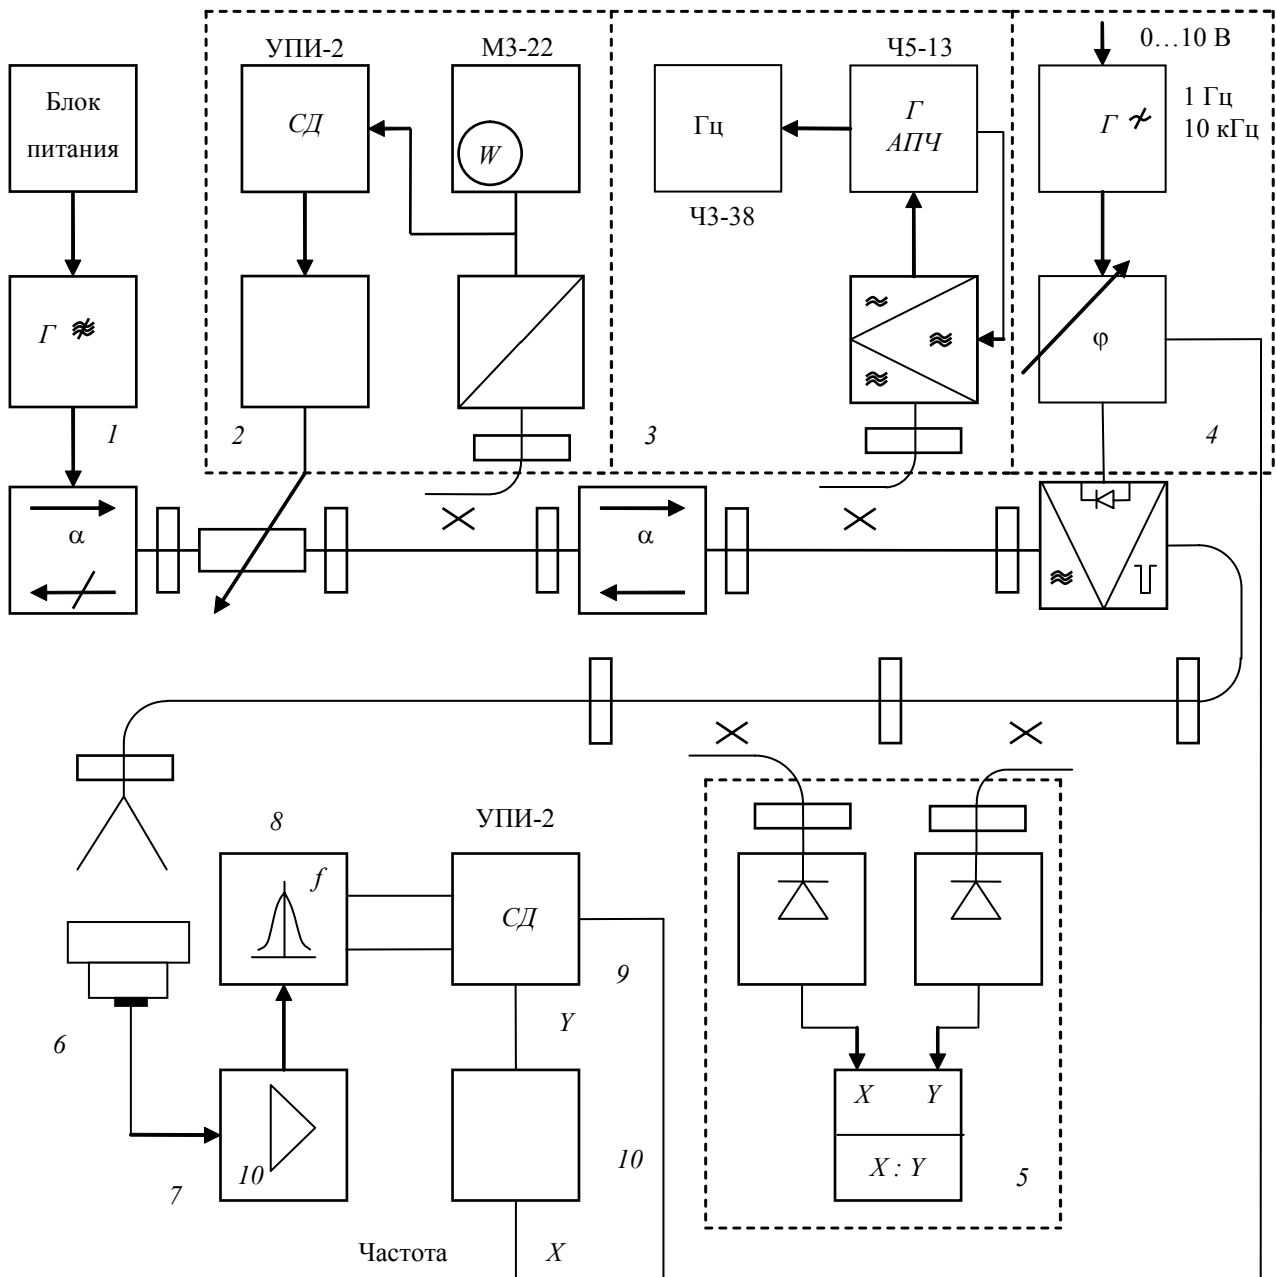 УПИ-2
М3-22
Ч5-13
0…10 В
Блок
питания
СД
W
Гц
Г
АПЧ
Г
1 Гц
10 кГц
Ч3-38
Г
φ
1
2
3
4
α
α
8
УПИ-2
f
СД
9
Y
6
X
Y
10
10
X : Y
5
7
Частота
X